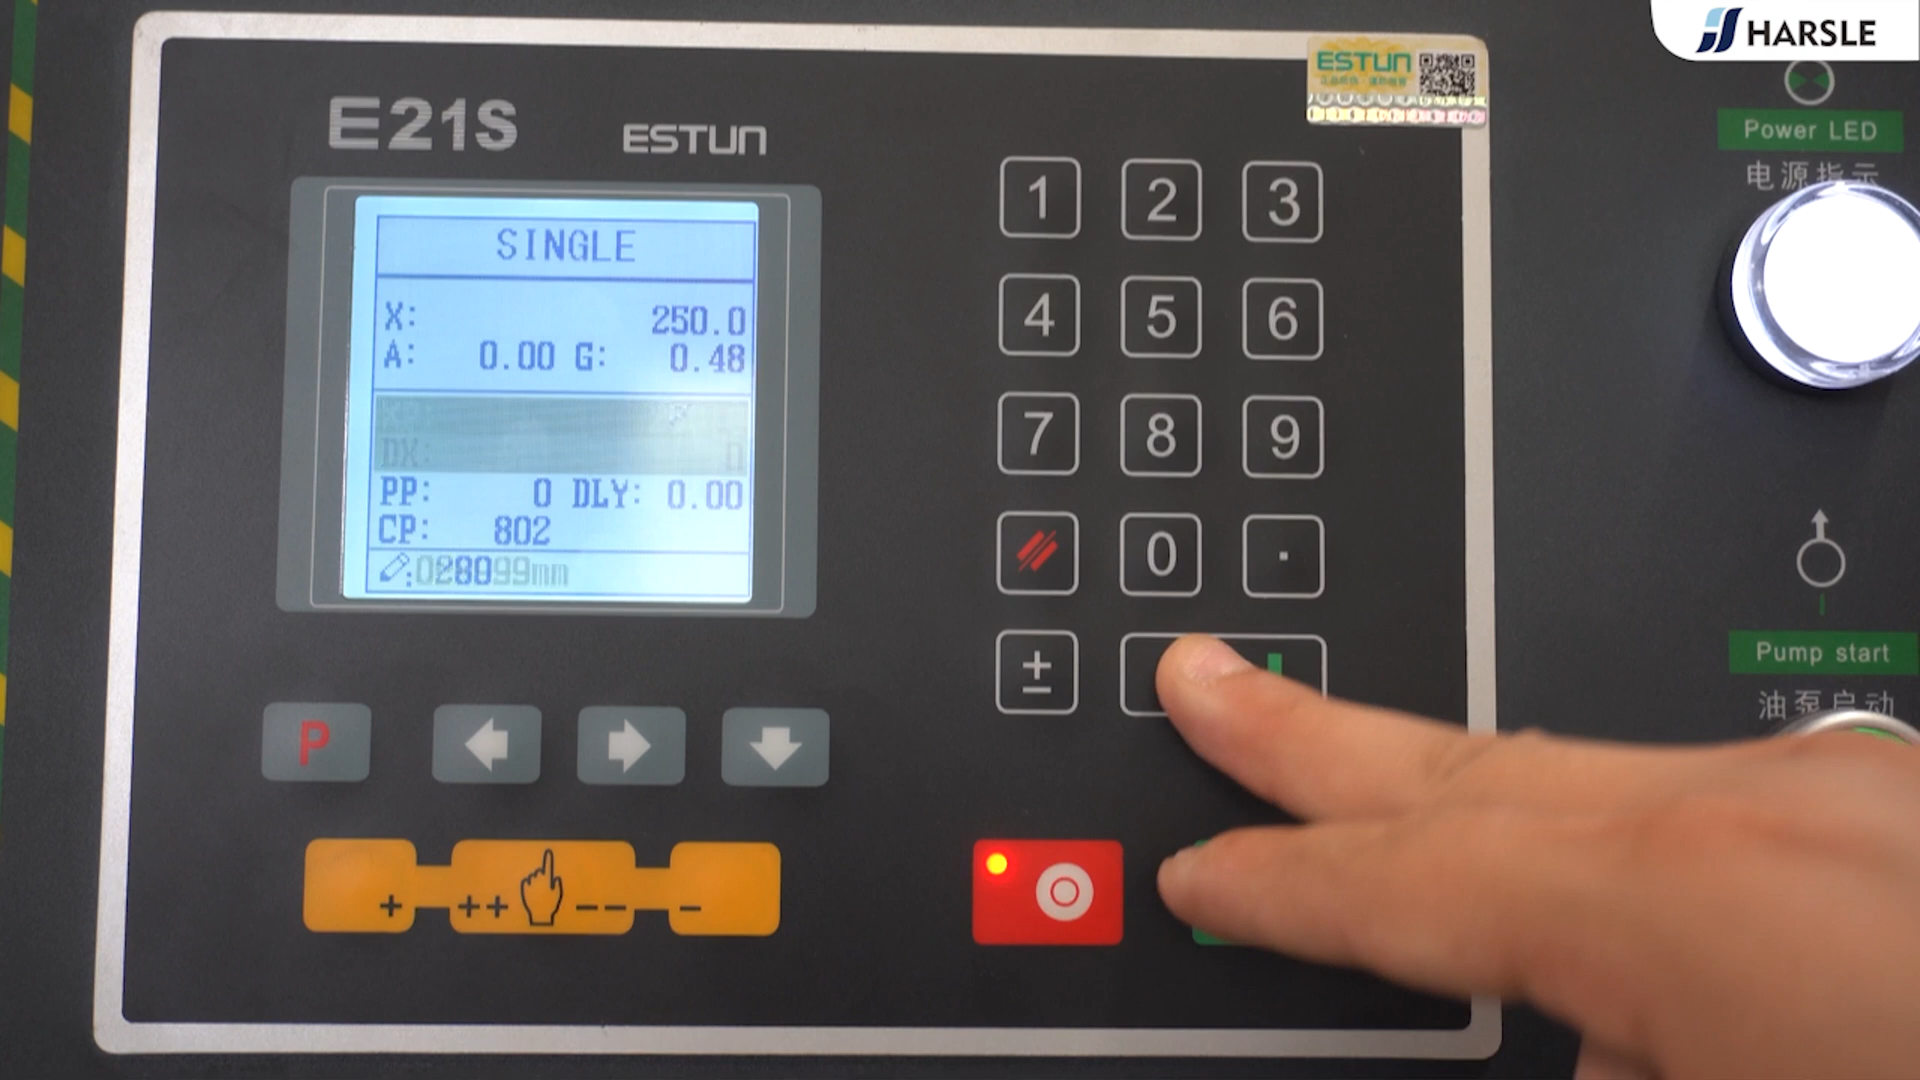 HARSLE
ESTUN
E21S
ESTUN
Power LED
电源指示
SINGLE
X: 250.0
A: 0.00 G: 0.48
DX:
PP: 0 DLY: 0.00
CP: 802
1 2 3
4 5 6
7 8 9
0 .
±
Pump start
油泵启动
P
+ ++ -- -